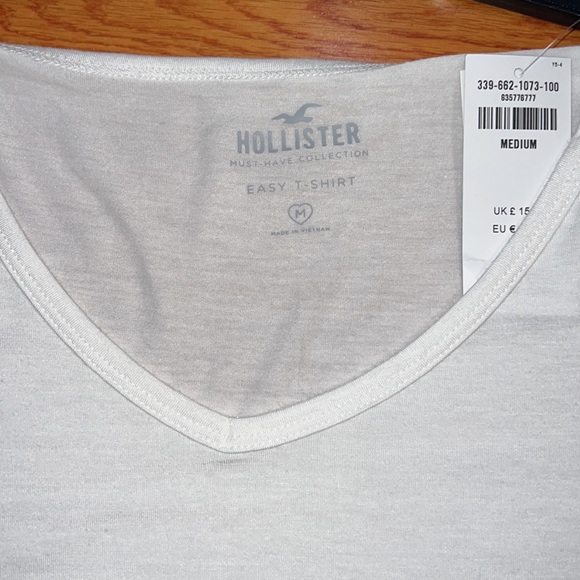 HOLLISTER
MUST-HAVE COLLECTION
EASY T-SHIRT
M
MADE IN VIETNAM
339-662-1073-100
635776777
MEDIUM
UK £ 15
EU €